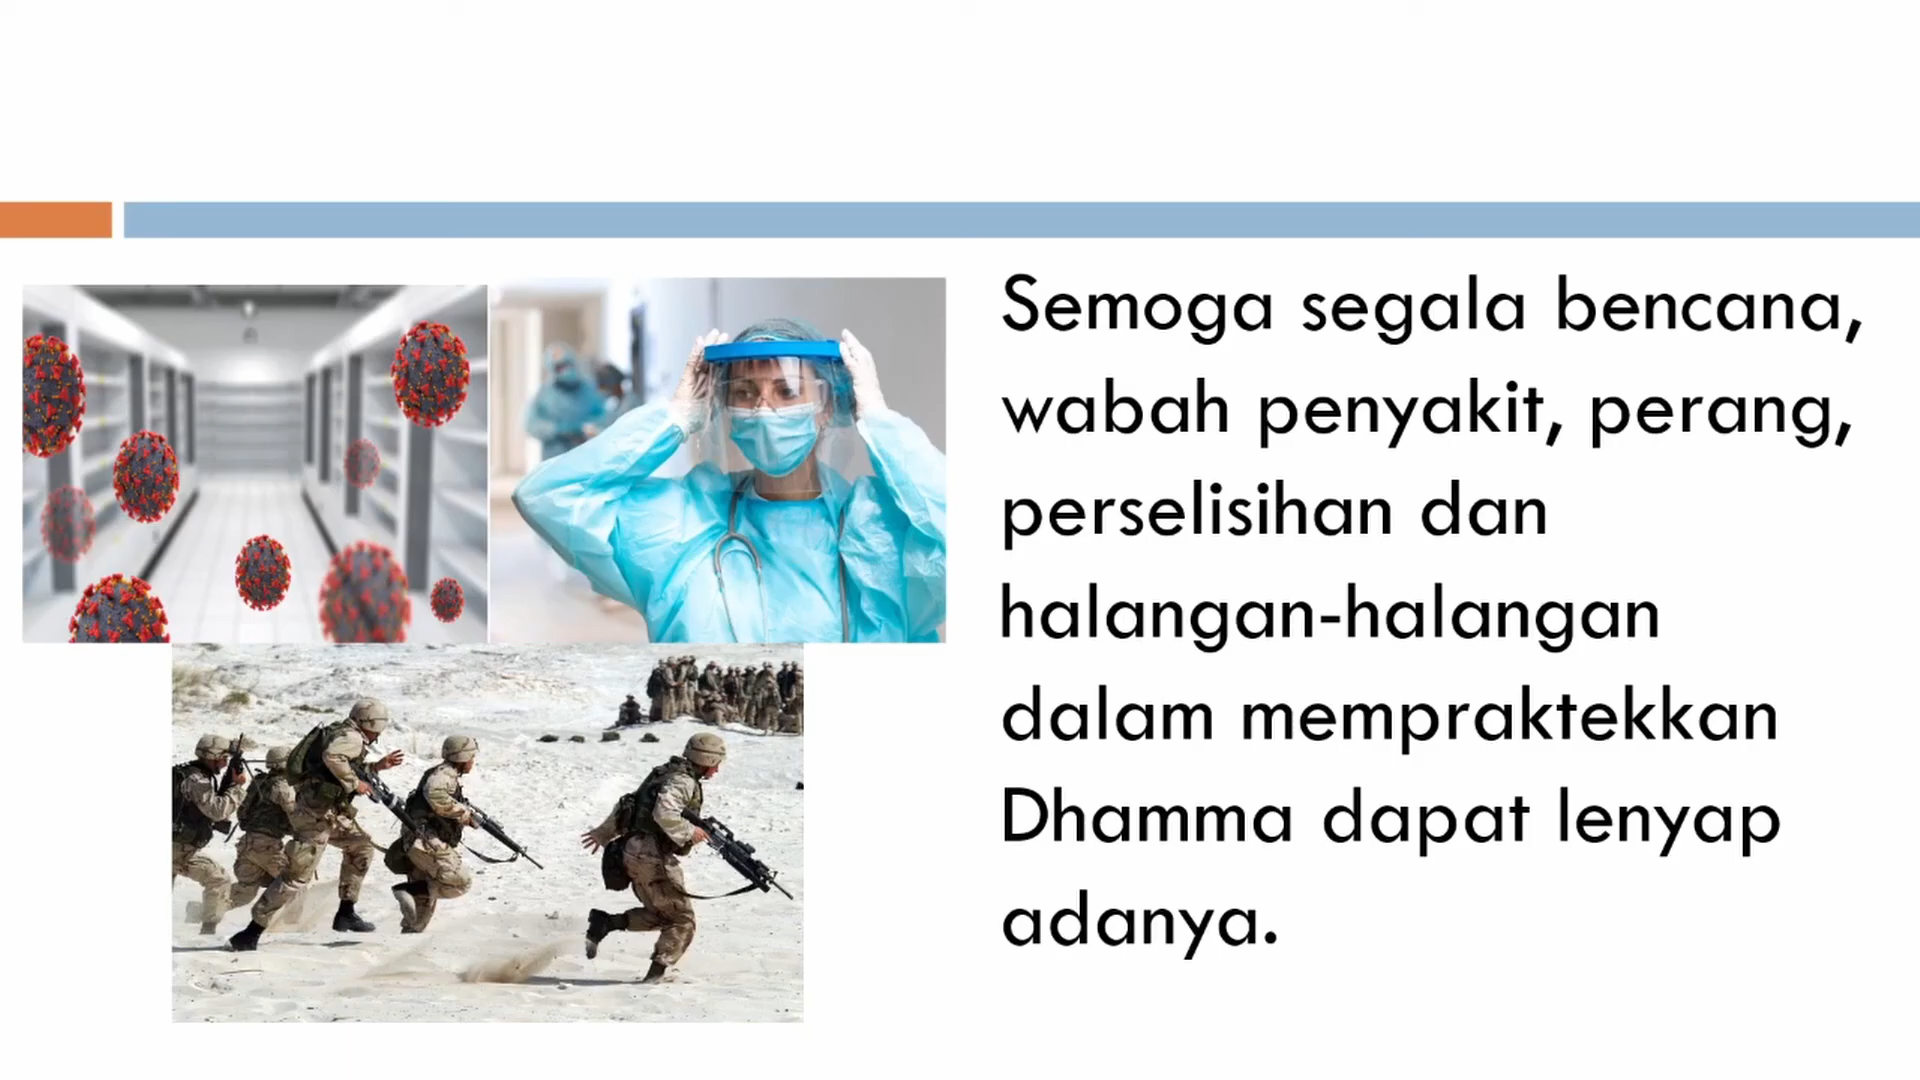 Semoga segala bencana,
wabah penyakit, perang,
perselisihan dan
halangan-halangan
dalam mempraktekkan
Dhamma dapat lenyap
adanya.